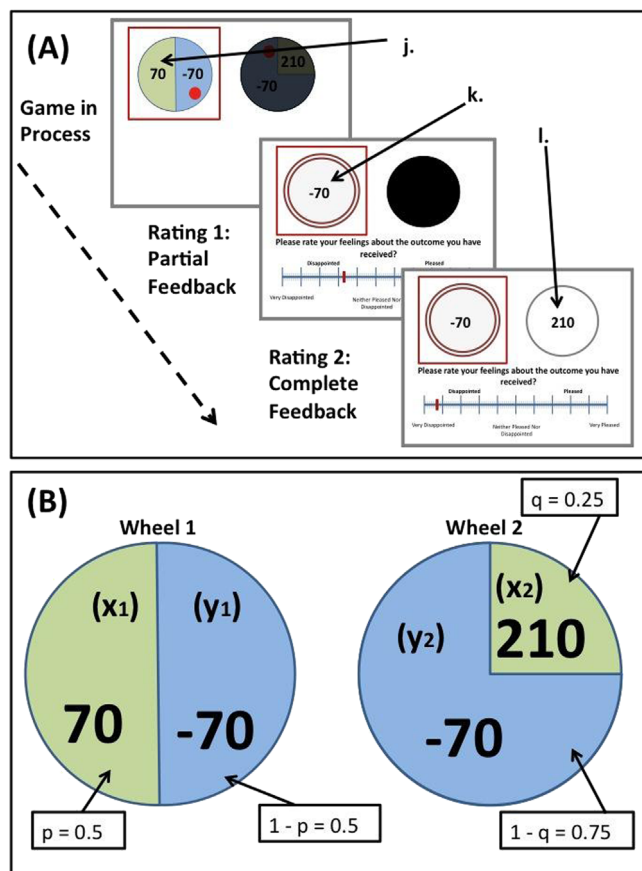 (A)
70
-70
210
-70
j.
Game in
Process
k.
l.
-70
Please rate your feelings about the outcome you have
received?
Disappointed
Pleased
Very Disappointed
Neither Pleased Nor
Disappointed
Rating 1:
Partial
Feedback
-70
210
Please rate your feelings about the outcome you have
received?
Disappointed
Pleased
Very Disappointed
Neither Pleased Nor
Disappointed
Very Pleased
Rating 2:
Complete
Feedback
(B)
q = 0.25
Wheel 1
Wheel 2
(x1)
(y1)
(x2)
(y2)
210
70
-70
-70
p = 0.5
1 - p = 0.5
1 - q = 0.75